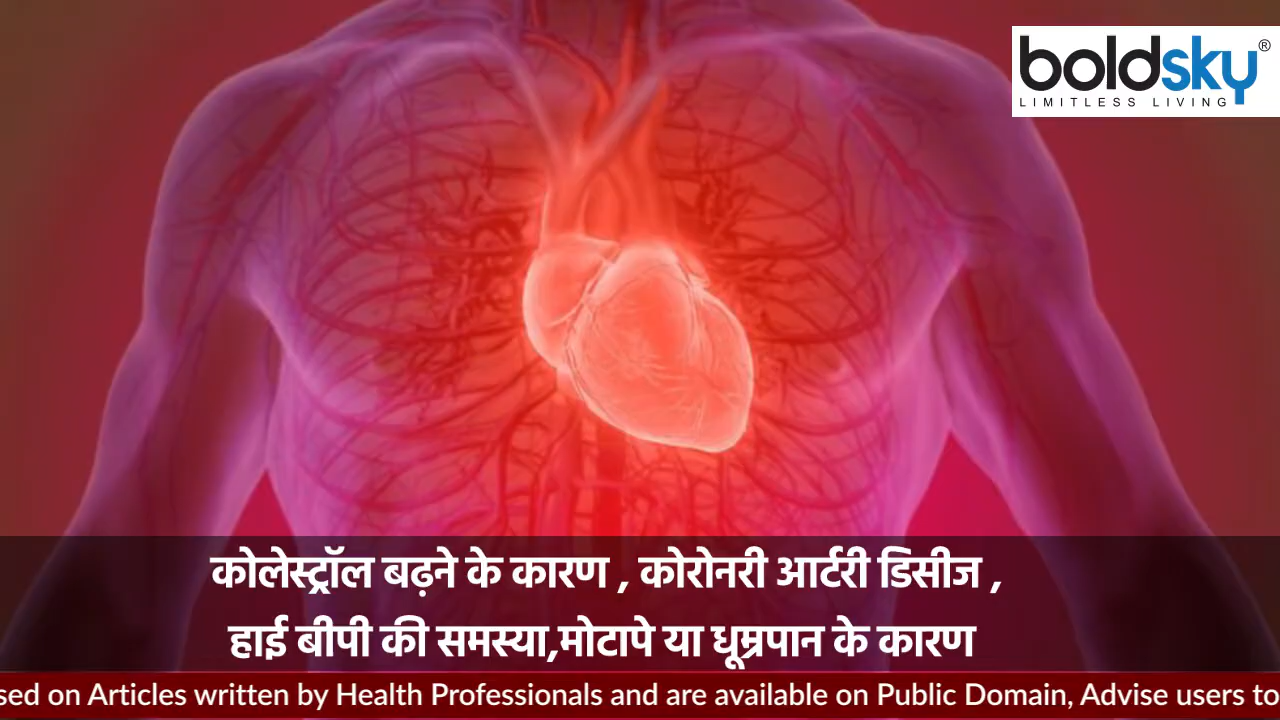 boldsky®
LIMITLESS LIVING
कोलेस्ट्रॉल बढ़ने के कारण , कोरोनरी आर्टरी डिसीज ,
हाई बीपी की समस्या,मोटापे या धूम्रपान के कारण
sed on Articles written by Health Professionals and are available on Public Domain, Advise users to